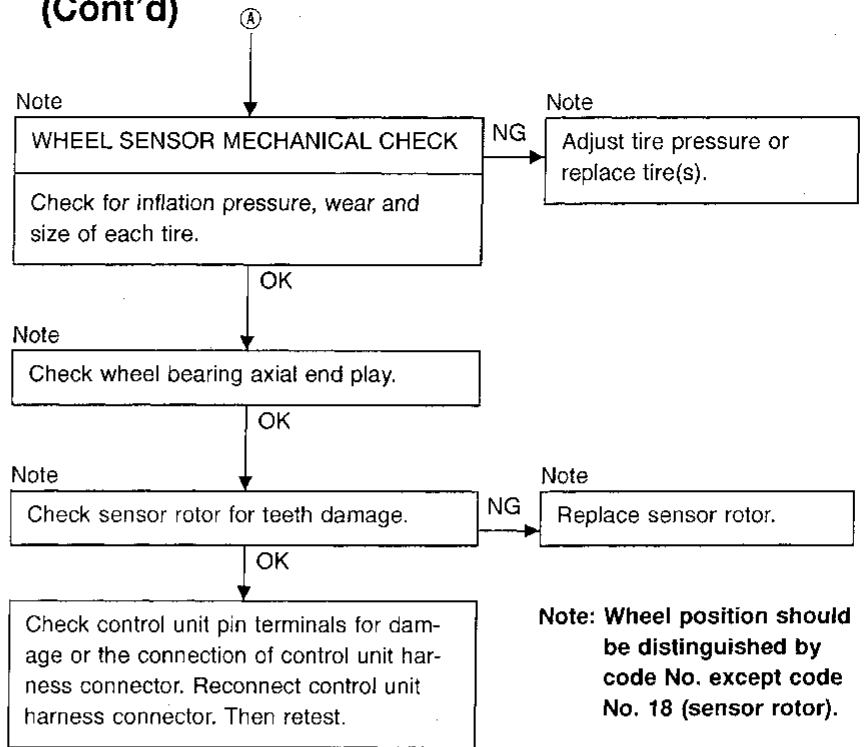 (Cont'd)
Ⓐ
Note
WHEEL SENSOR MECHANICAL CHECK
Check for inflation pressure, wear and
size of each tire.
NG
Note
Adjust tire pressure or
replace tire(s).
OK
Note
Check wheel bearing axial end play.
OK
Note
Check sensor rotor for teeth damage.
NG
Note
Replace sensor rotor.
OK
Check control unit pin terminals for dam-
age or the connection of control unit har-
ness connector. Reconnect control unit
harness connector. Then retest.
Note: Wheel position should
be distinguished by
code No. except code
No. 18 (sensor rotor).